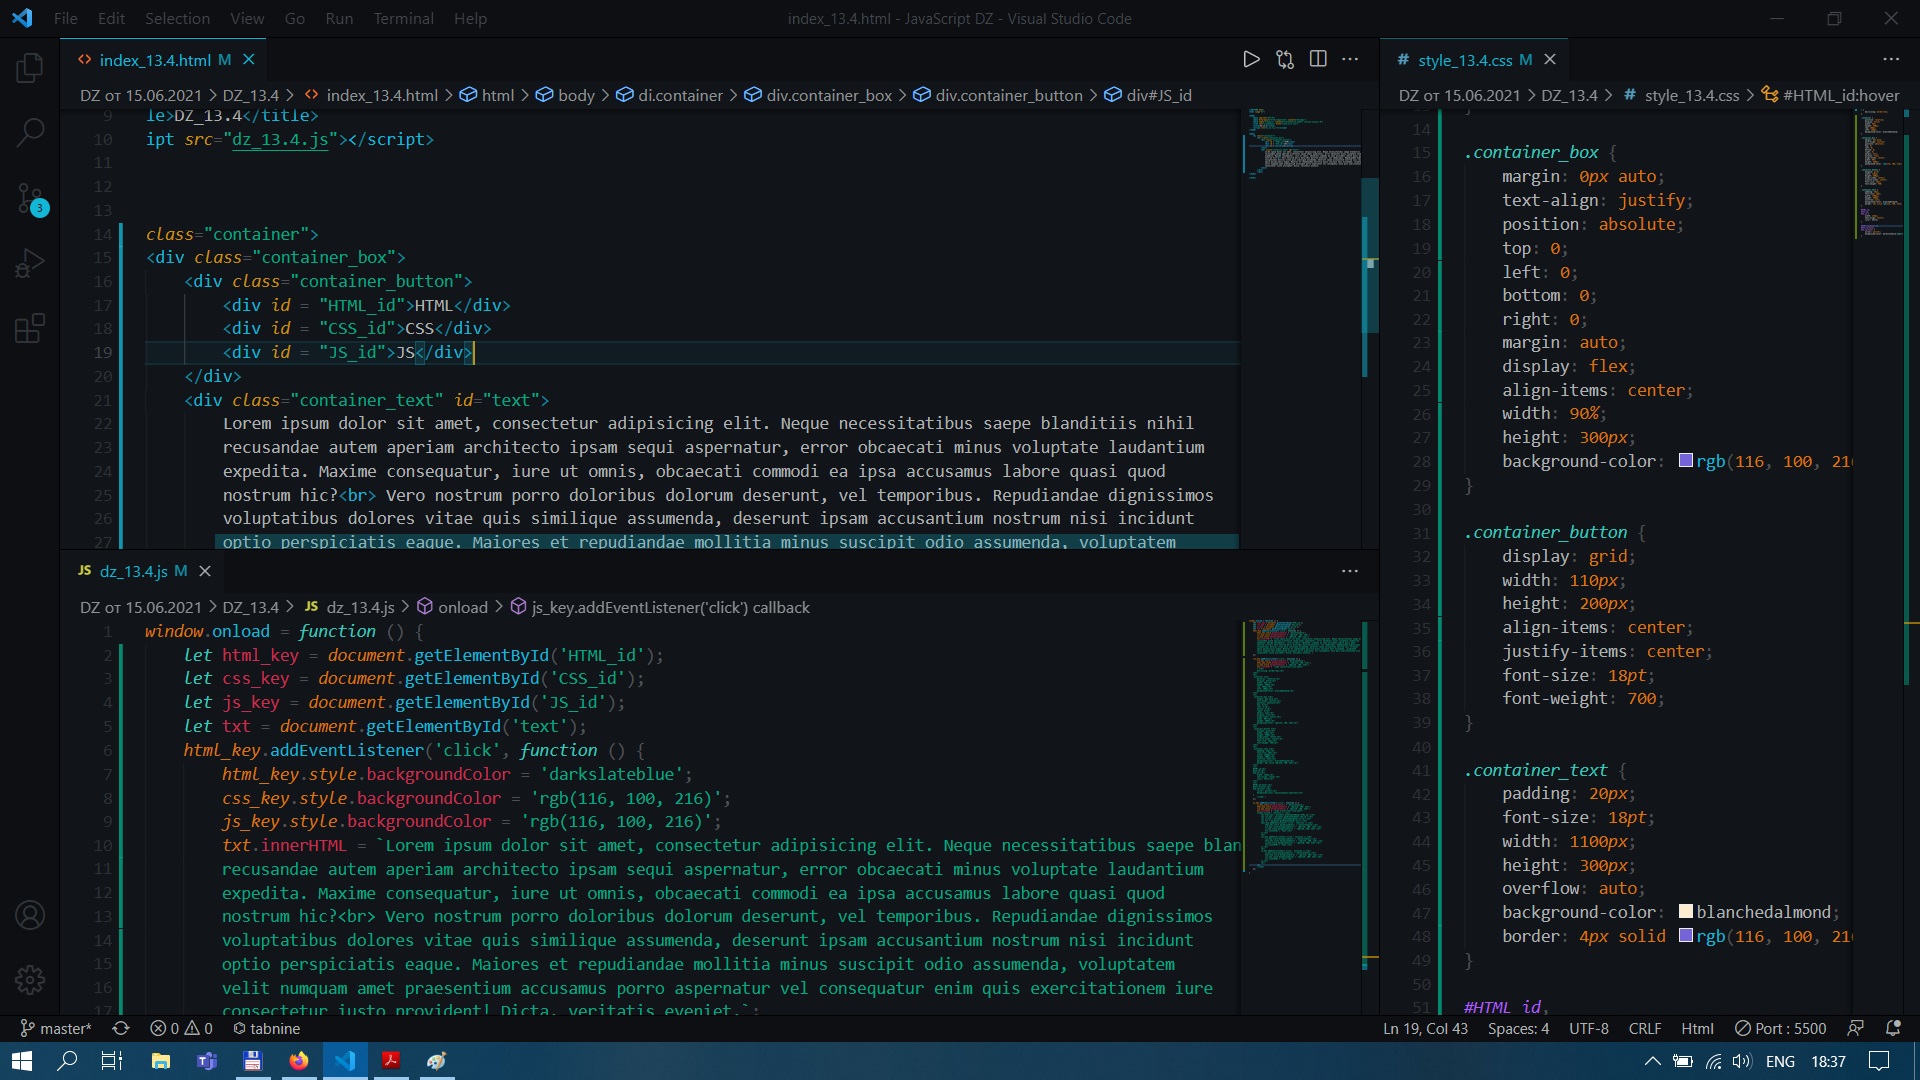 File Edit Selection View Go Run Terminal Help
index_13.4.html - JavaScript DZ - Visual Studio Code
index_13.4.html M
DZ от 15.06.2021 > DZ_13.4 > index_13.4.html > html > body > di.container > div.container_box > div.container_button > div#JS_id
9 le>DZ_13.4</title>
10 ipt src="dz_13.4.js"></script>
11
12
13
14 class="container">
15 <div class="container_box">
16 <div class="container_button">
17 <div id = "HTML_id">HTML</div>
18 <div id = "CSS_id">CSS</div>
19 <div id = "JS_id">JS</div>
20 </div>
21 <div class="container_text" id="text">
22 Lorem ipsum dolor sit amet, consectetur adipisicing elit. Neque necessitatibus saepe blanditiis nihil
23 recusandae autem aperiam architecto ipsam sequi aspernatur, error obcaecati minus voluptate laudantium
24 expedita. Maxime consequatur, iure ut omnis, obcaecati commodi ea ipsa accusamus labore quasi quod
25 nostrum hic?<br> Vero nostrum porro doloribus dolorum deserunt, vel temporibus. Repudiandae dignissimos
26 voluptatibus dolores vitae quis similique assumenda, deserunt ipsam accusantium nostrum nisi incidunt
27 optio perspiciatis eaque. Maiores et repudiandae mollitia minus suscipit odio assumenda, voluptatem
JS dz_13.4.js M
DZ от 15.06.2021 > DZ_13.4 > JS dz_13.4.js > onload > js_key.addEventListener('click') callback
1 window.onload = function () {
2 let html_key = document.getElementById('HTML_id');
3 let css_key = document.getElementById('CSS_id');
4 let js_key = document.getElementById('JS_id');
5 let txt = document.getElementById('text');
6 html_key.addEventListener('click', function () {
7 html_key.style.backgroundColor = 'darkslateblue';
8 css_key.style.backgroundColor = 'rgb(116, 100, 216)';
9 js_key.style.backgroundColor = 'rgb(116, 100, 216)';
10 txt.innerHTML = `Lorem ipsum dolor sit amet, consectetur adipisicing elit. Neque necessitatibus saepe blan
11 recusandae autem aperiam architecto ipsam sequi aspernatur, error obcaecati minus voluptate laudantium
12 expedita. Maxime consequatur, iure ut omnis, obcaecati commodi ea ipsa accusamus labore quasi quod
13 nostrum hic?<br> Vero nostrum porro doloribus dolorum deserunt, vel temporibus. Repudiandae dignissimos
14 voluptatibus dolores vitae quis similique assumenda, deserunt ipsam accusantium nostrum nisi incidunt
15 optio perspiciatis eaque. Maiores et repudiandae mollitia minus suscipit odio assumenda, voluptatem
16 velit numquam amet praesentium accusamus porro aspernatur vel consequatur enim quis exercitationem iure
17 consectetur iusto provident! Dicta, veritatis eveniet.`;
# style_13.4.css M
DZ от 15.06.2021 > DZ_13.4 > # style_13.4.css > #HTML_id:hover
}
14
15 .container_box {
16 margin: 0px auto;
17 text-align: justify;
18 position: absolute;
19 top: 0;
20 left: 0;
21 bottom: 0;
22 right: 0;
23 margin: auto;
24 display: flex;
25 align-items: center;
26 width: 90%;
27 height: 300px;
28 background-color: rgb(116, 100, 216
29 }
30
31 .container_button {
32 display: grid;
33 width: 110px;
34 height: 200px;
35 align-items: center;
36 justify-items: center;
37 font-size: 18pt;
38 font-weight: 700;
39 }
40
41 .container_text {
42 padding: 20px;
43 font-size: 18pt;
44 width: 1100px;
45 height: 300px;
46 overflow: auto;
47 background-color: blanchedalmond;
48 border: 4px solid rgb(116, 100, 216
49 }
50
51 #HTML_id,
3
master* 0 0 tabnine
Ln 19, Col 43 Spaces: 4 UTF-8 CRLF Html Port : 5500
ENG 18:37